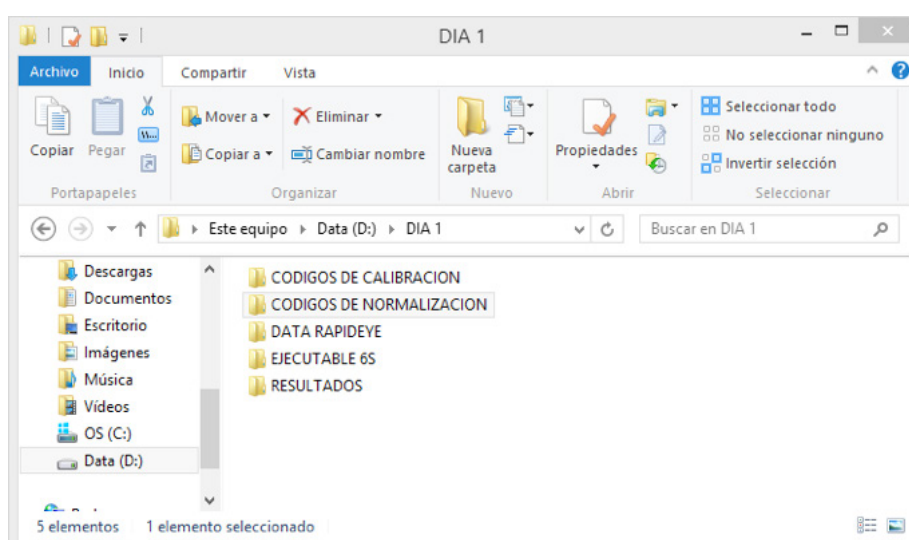 DIA 1
Archivo Inicio Compartir Vista
Copiar Pegar
Mover a
Copiar a
Eliminar
Cambiar nombre
Nueva carpeta
Propiedades
Seleccionar todo
No seleccionar ninguno
Invertir selección
Portapapeles Organizar Nuevo Abrir Seleccionar
Este equipo Data (D:) DIA 1 Buscar en DIA 1
Descargas
Documentos
Escritorio
Imágenes
Música
Vídeos
OS (C:)
Data (D:)
CODIGOS DE CALIBRACION
CODIGOS DE NORMALIZACION
DATA RAPIDEYE
EJECUTABLE 6S
RESULTADOS
5 elementos 1 elemento seleccionado